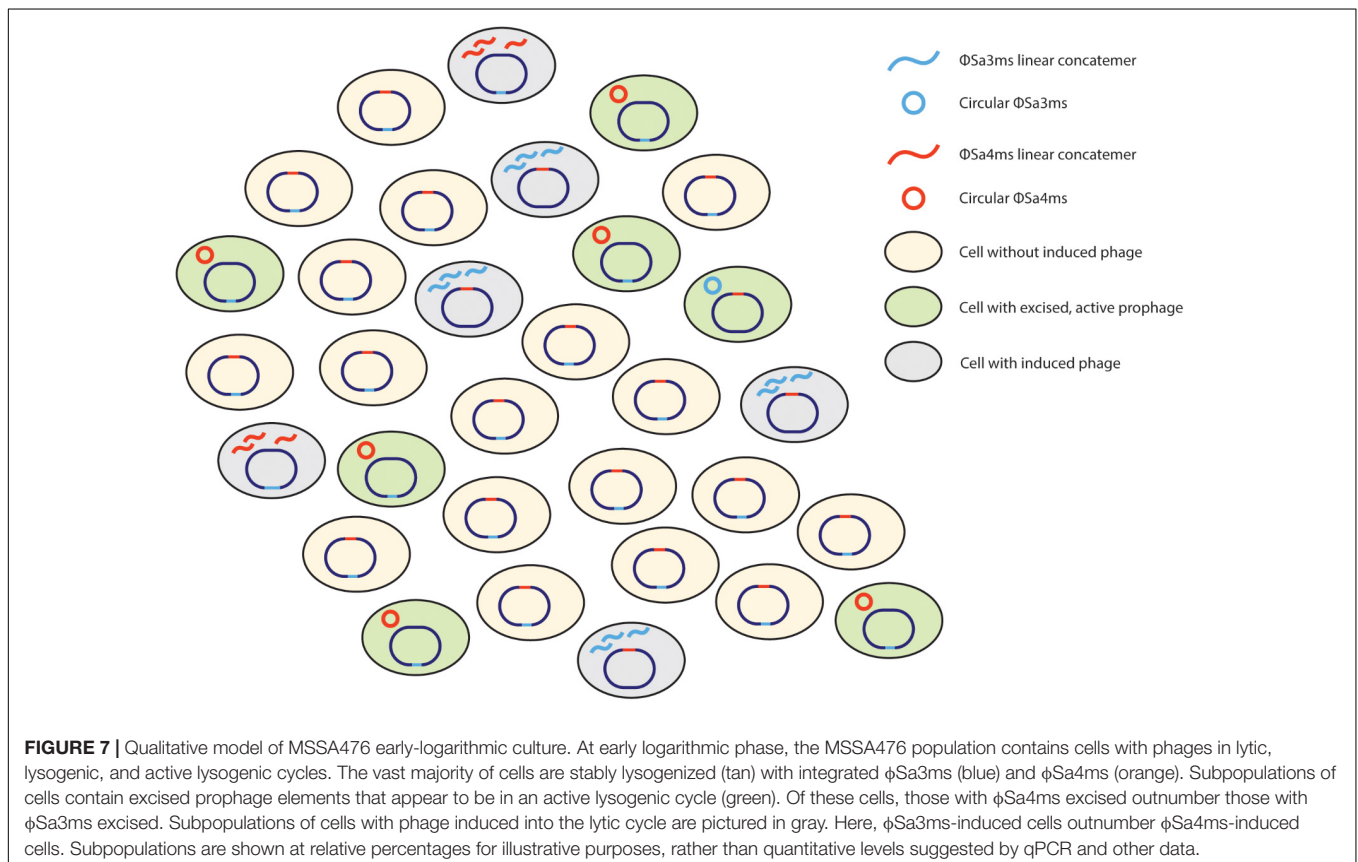 ΦSa3ms linear concatemer
Circular ΦSa3ms
ΦSa4ms linear concatemer
Circular ΦSa4ms
Cell without induced phage
Cell with excised, active prophage
Cell with induced phage
FIGURE 7 | Qualitative model of MSSA476 early-logarithmic culture. At early logarithmic phase, the MSSA476 population contains cells with phages in lytic,
lysogenic, and active lysogenic cycles. The vast majority of cells are stably lysogenized (tan) with integrated ϕSa3ms (blue) and ϕSa4ms (orange). Subpopulations of
cells contain excised prophage elements that appear to be in an active lysogenic cycle (green). Of these cells, those with ϕSa4ms excised outnumber those with
ϕSa3ms excised. Subpopulations of cells with phage induced into the lytic cycle are pictured in gray. Here, ϕSa3ms-induced cells outnumber ϕSa4ms-induced
cells. Subpopulations are shown at relative percentages for illustrative purposes, rather than quantitative levels suggested by qPCR and other data.